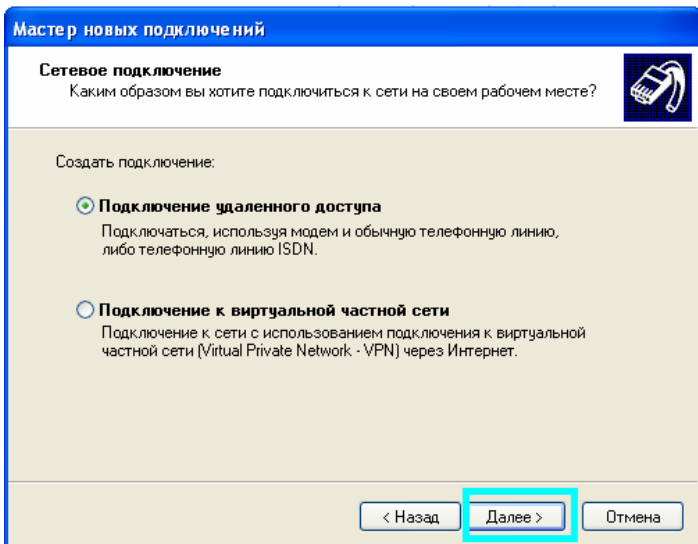 Мастер новых подключений
Сетевое подключение
Каким образом вы хотите подключиться к сети на своем рабочем месте?
Создать подключение:
Подключение удаленного доступа
Подключаться, используя модем и обычную телефонную линию,
либо телефонную линию ISDN.
Подключение к виртуальной частной сети
Подключение к сети с использованием подключения к виртуальной
частной сети (Virtual Private Network - VPN) через Интернет.
< Назад
Далее >
Отмена